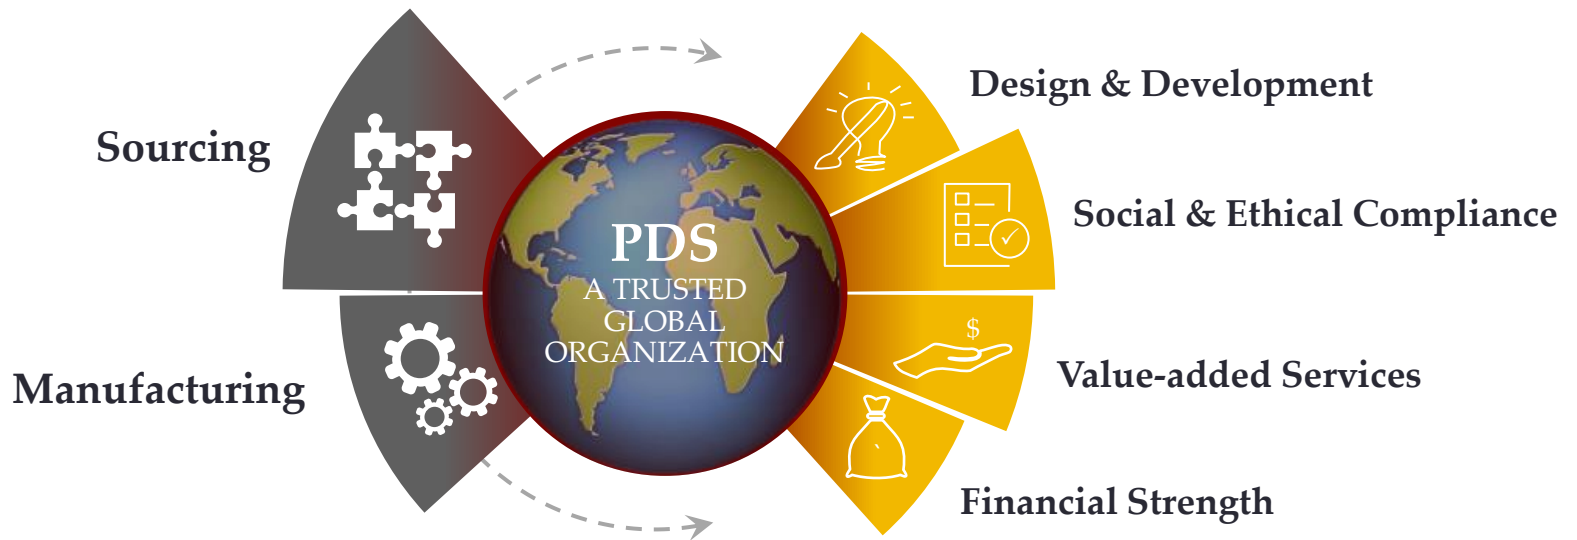 Sourcing
Manufacturing
PDS
A TRUSTED
GLOBAL
ORGANIZATION
Design & Development
Social & Ethical Compliance
$
Value-added Services
Financial Strength